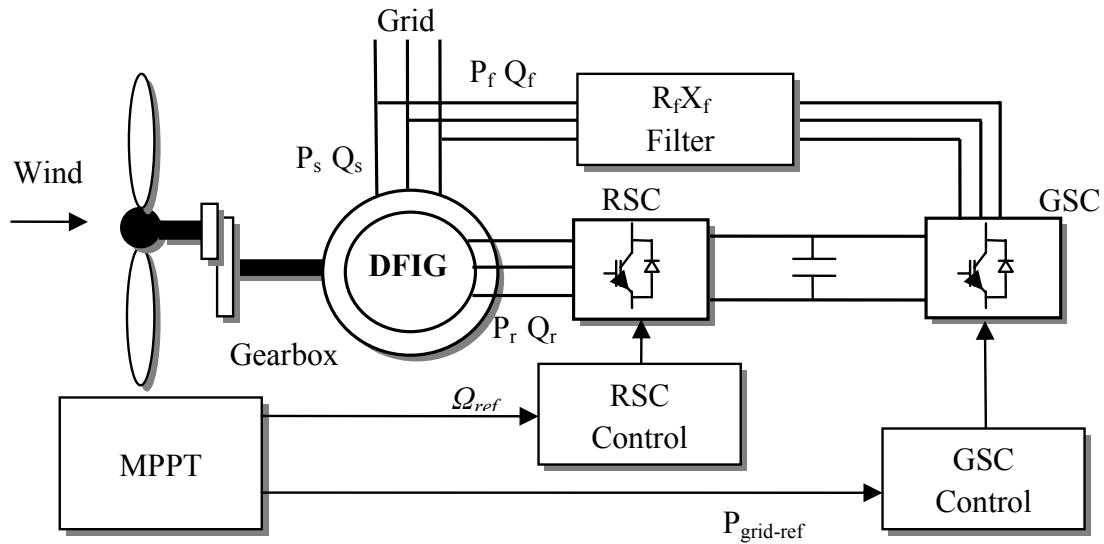 Grid
P_f Q_f
R_fX_f
Filter
P_s Q_s
Wind
RSC
GSC
DFIG
P_r Q_r
Gearbox
Ω_ref
RSC
Control
MPPT
GSC
Control
P_grid-ref